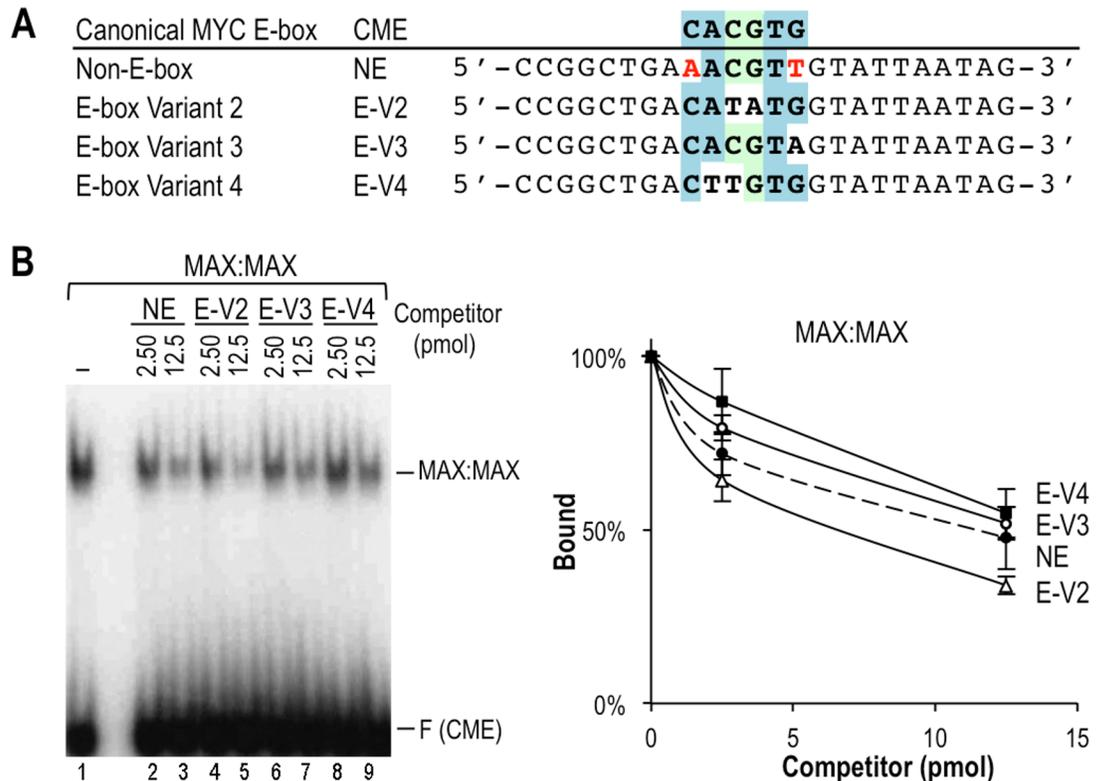 A
Canonical MYC E-box CME CACGTG
Non-E-box NE 5′-CCGGCTGAAACGTTGTATTAATAG-3′
E-box Variant 2 E-V2 5′-CCGGCTGACATATGGTATTAATAG-3′
E-box Variant 3 E-V3 5′-CCGGCTGACACGTAGTATTAATAG-3′
E-box Variant 4 E-V4 5′-CCGGCTGACTTGTGGTATTAATAG-3′
B
MAX:MAX
NE E-V2 E-V3 E-V4 Competitor
(pmol)
– 2.50 12.5 2.50 12.5 2.50 12.5 2.50 12.5
MAX:MAX
F (CME)
1 2 3 4 5 6 7 8 9
MAX:MAX
100%
50%
0%
Bound
E-V4
E-V3
NE
E-V2
0 5 10 15
Competitor (pmol)